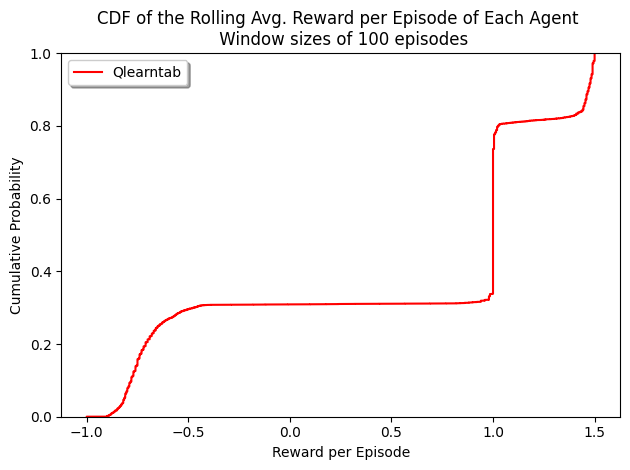 CDF of the Rolling Avg. Reward per Episode of Each Agent
Window sizes of 100 episodes
Qlearntab
Cumulative Probability
1.0
0.8
0.6
0.4
0.2
0.0
−1.0 −0.5 0.0 0.5 1.0 1.5
Reward per Episode